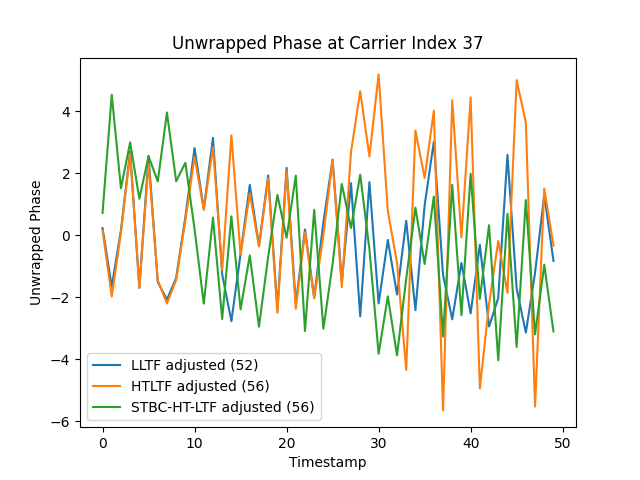 Unwrapped Phase at Carrier Index 37
Unwrapped Phase
4
2
0
−2
−4
−6
LLTF adjusted (52)
HTLTF adjusted (56)
STBC-HT-LTF adjusted (56)
0 10 20 30 40 50
Timestamp